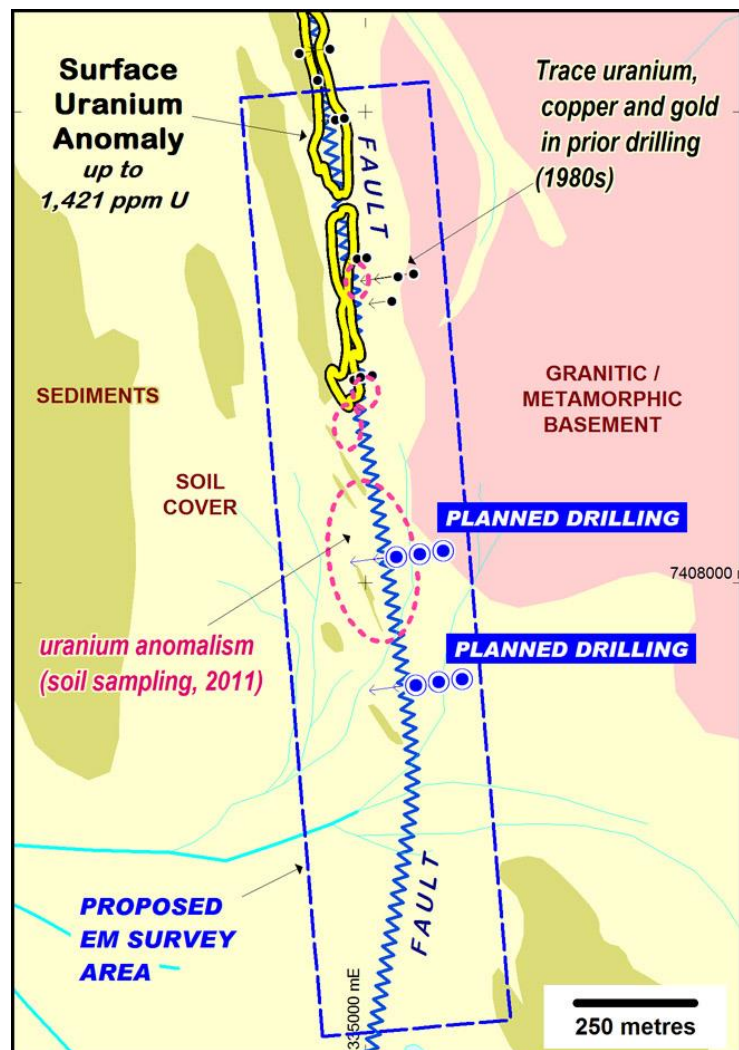 Surface
Uranium
Anomaly
up to
1,421 ppm U
Trace uranium,
copper and gold
in prior drilling
(1980s)
FAULT
SEDIMENTS
GRANITIC /
METAMORPHIC
BASEMENT
SOIL
COVER
PLANNED DRILLING
7408000 m
uranium anomalism
(soil sampling, 2011)
PLANNED DRILLING
FAULT
PROPOSED
EM SURVEY
AREA
335000 mE
250 metres